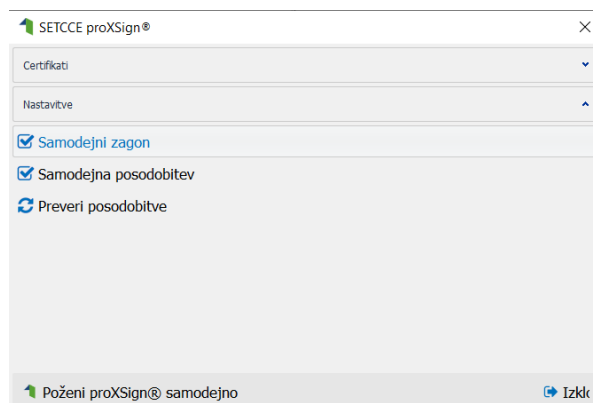 SETCCE proXSign®
Certifikati
Nastavitve
Samodejni zagon
Samodejna posodobitev
Preveri posodobitve
Poženi proXSign® samodejno